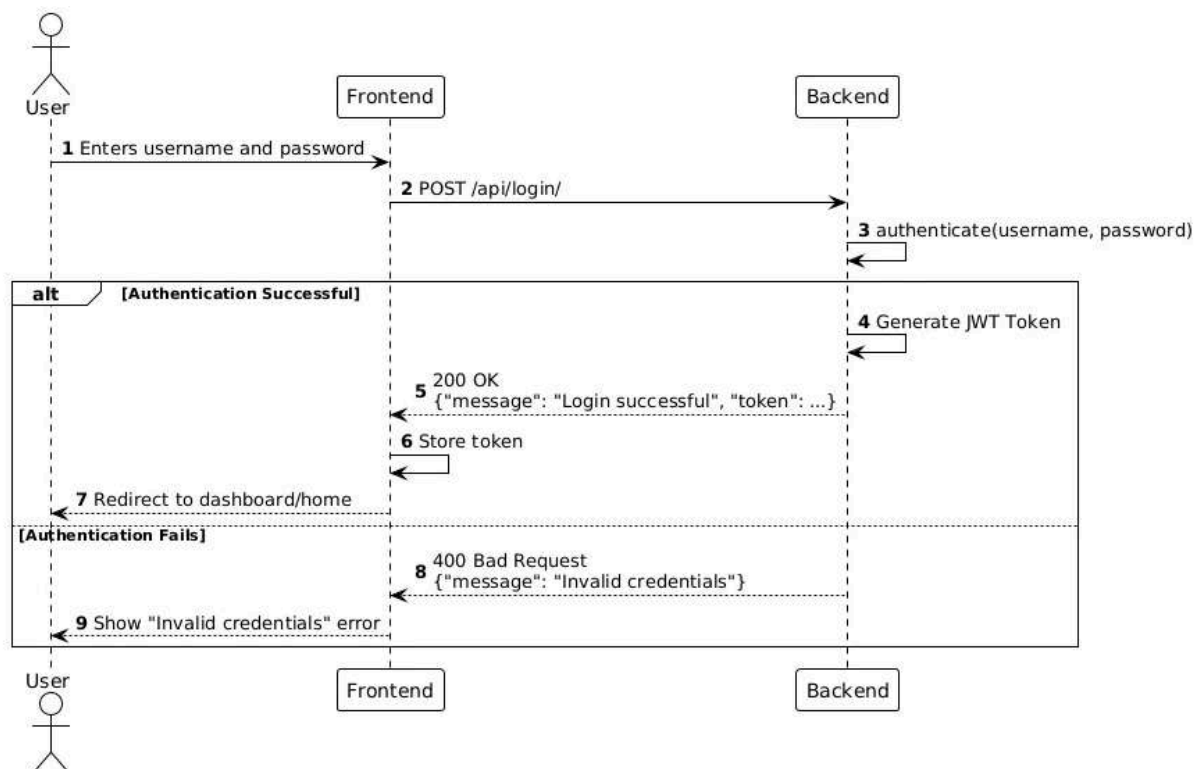 User
Frontend
Backend
1 Enters username and password
2 POST /api/login/
3 authenticate(username, password)
alt [Authentication Successful]
4 Generate JWT Token
5 200 OK
{"message": "Login successful", "token": ...}
6 Store token
7 Redirect to dashboard/home
[Authentication Fails]
8 400 Bad Request
{"message": "Invalid credentials"}
9 Show "Invalid credentials" error
User
Frontend
Backend